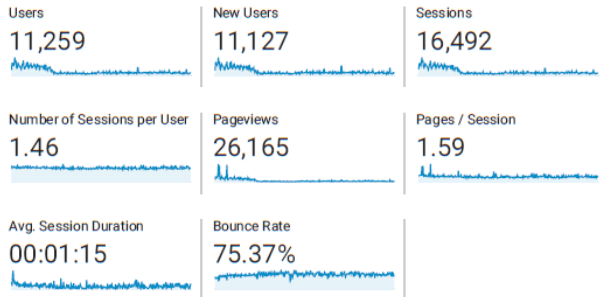 Users
11,259
New Users
11,127
Sessions
16,492
Number of Sessions per User
1.46
Pageviews
26,165
Pages / Session
1.59
Avg. Session Duration
00:01:15
Bounce Rate
75.37%